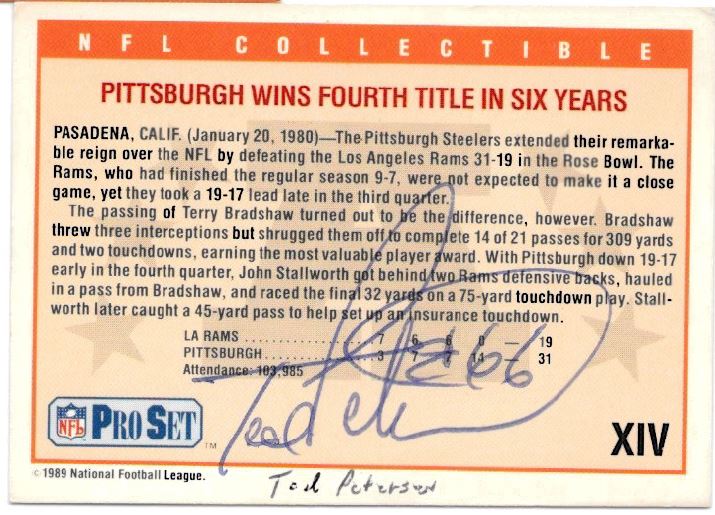 NFL COLLECTIBLE
PITTSBURGH WINS FOURTH TITLE IN SIX YEARS
PASADENA, CALIF. (January 20, 1980)—The Pittsburgh Steelers extended their remarka-
ble reign over the NFL by defeating the Los Angeles Rams 31-19 in the Rose Bowl. The
Rams, who had finished the regular season 9-7, were not expected to make it a close
game, yet they took a 19-17 lead late in the third quarter.
The passing of Terry Bradshaw turned out to be the difference, however. Bradshaw
threw three interceptions but shrugged them off to complete 14 of 21 passes for 309 yards
and two touchdowns, earning the most valuable player award. With Pittsburgh down 19-17
early in the fourth quarter, John Stallworth got behind two Rams defensive backs, hauled
in a pass from Bradshaw, and raced the final 32 yards on a 75-yard touchdown play. Stall-
worth later caught a 45-yard pass to help set up an insurance touchdown.
LA RAMS ................ 7 6 6 0 — 19
PITTSBURGH ............ 3 7 7 14 — 31
Attendance: 103,985
66
NFL PRO SET ™
XIV
© 1989 National Football League.
Ted Peterson